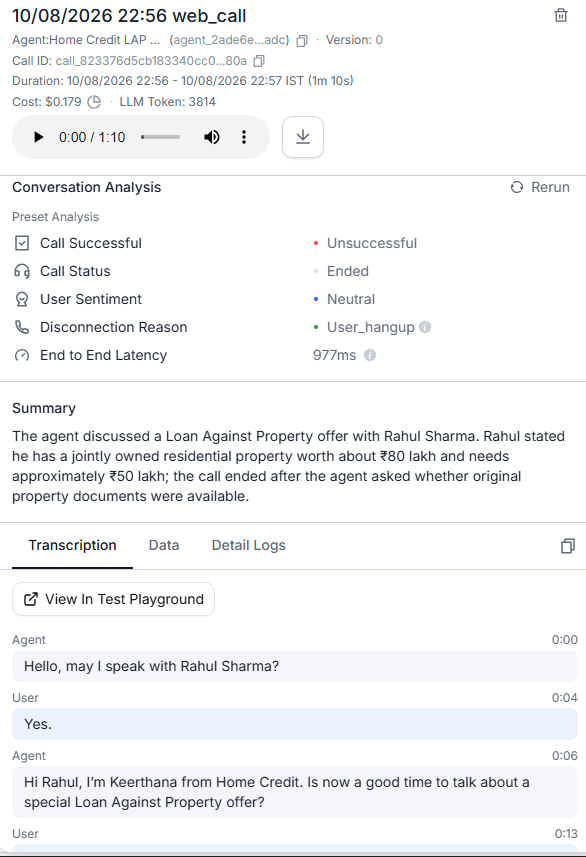 10/08/2026 22:56 web_call
Agent:Home Credit LAP ... (agent_2ade6e...adc) · Version: 0
Call ID: call_823376d5cb183340cc0...80a
Duration: 10/08/2026 22:56 - 10/08/2026 22:57 IST (1m 10s)
Cost: $0.179 · LLM Token: 3814
0:00 / 1:10
Conversation Analysis Rerun
Preset Analysis
Call Successful Unsuccessful
Call Status Ended
User Sentiment Neutral
Disconnection Reason User_hangup
End to End Latency 977ms
Summary
The agent discussed a Loan Against Property offer with Rahul Sharma. Rahul stated
he has a jointly owned residential property worth about ₹80 lakh and needs
approximately ₹50 lakh; the call ended after the agent asked whether original
property documents were available.
Transcription Data Detail Logs
View In Test Playground
Agent 0:00
Hello, may I speak with Rahul Sharma?
User 0:04
Yes.
Agent 0:06
Hi Rahul, I’m Keerthana from Home Credit. Is now a good time to talk about a
special Loan Against Property offer?
User 0:13